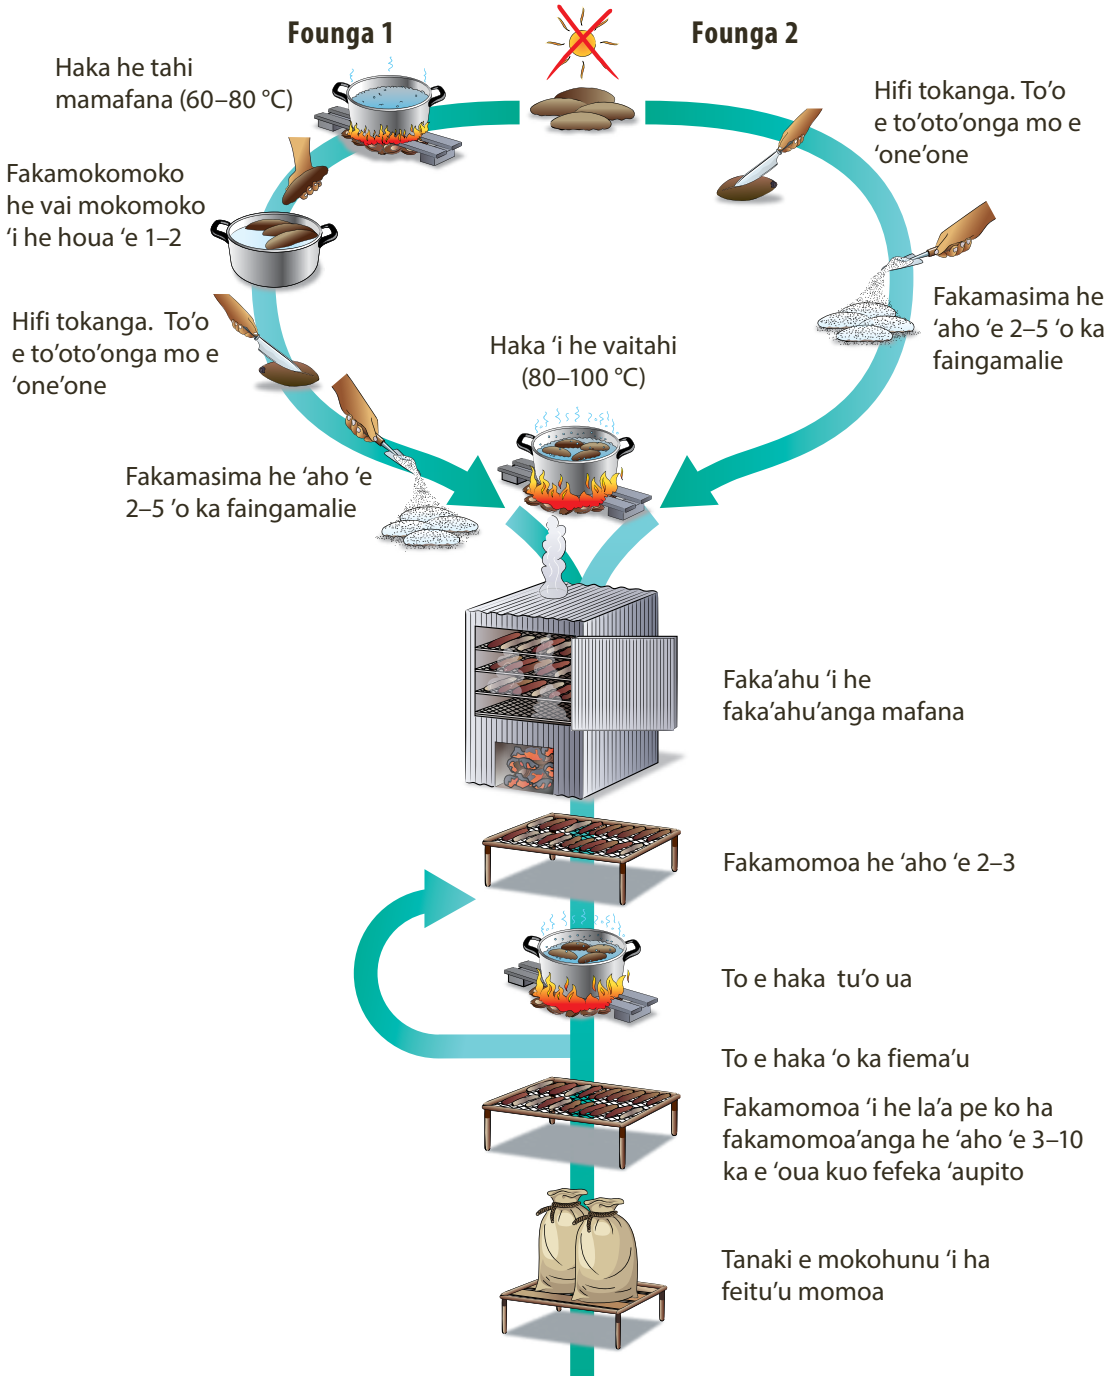 Founga 1
Haka he tahi
mamafana (60–80 °C)
Fakamokomoko
he vai mokomoko
‘i he houa ‘e 1–2
Hifi tokanga. To’o
e to’oto’onga mo e
‘one’one
Fakamasima he ‘aho ‘e
2–5 ’o ka faingamalie
Founga 2
Hifi tokanga. To’o
e to’oto’onga mo e
‘one’one
Fakamasima he
‘aho ‘e 2–5 ‘o ka
faingamalie
Haka ‘i he vaitahi
(80–100 °C)
Faka’ahu ‘i he
faka’ahu’anga mafana
Fakamomoa he ‘aho ‘e 2–3
To e haka tu’o ua
To e haka ‘o ka fiema’u
Fakamomoa ‘i he la’a pe ko ha
fakamomoa’anga he ‘aho ‘e 3–10
ka e ‘oua kuo fefeka ‘aupito
Tanaki e mokohunu ‘i ha
feitu’u momoa